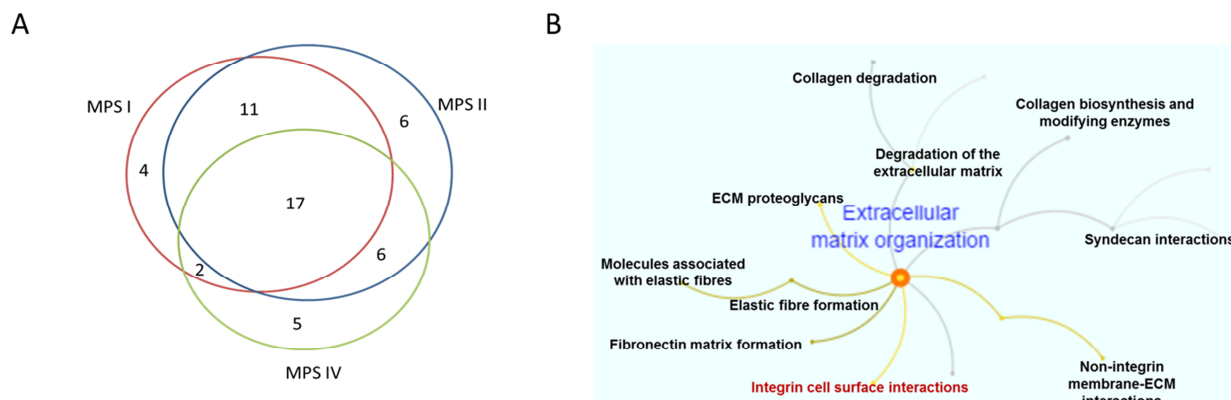 A
MPS I
MPS II
11
6
4
17
6
2
5
MPS IV
B
Collagen degradation
Collagen biosynthesis and
modifying enzymes
Degradation of the
extracellular matrix
ECM proteoglycans
Extracellular
matrix organization
Syndecan interactions
Molecules associated
with elastic fibres
Elastic fibre formation
Fibronectin matrix formation
Integrin cell surface interactions
Non-integrin
membrane-ECM
interactions